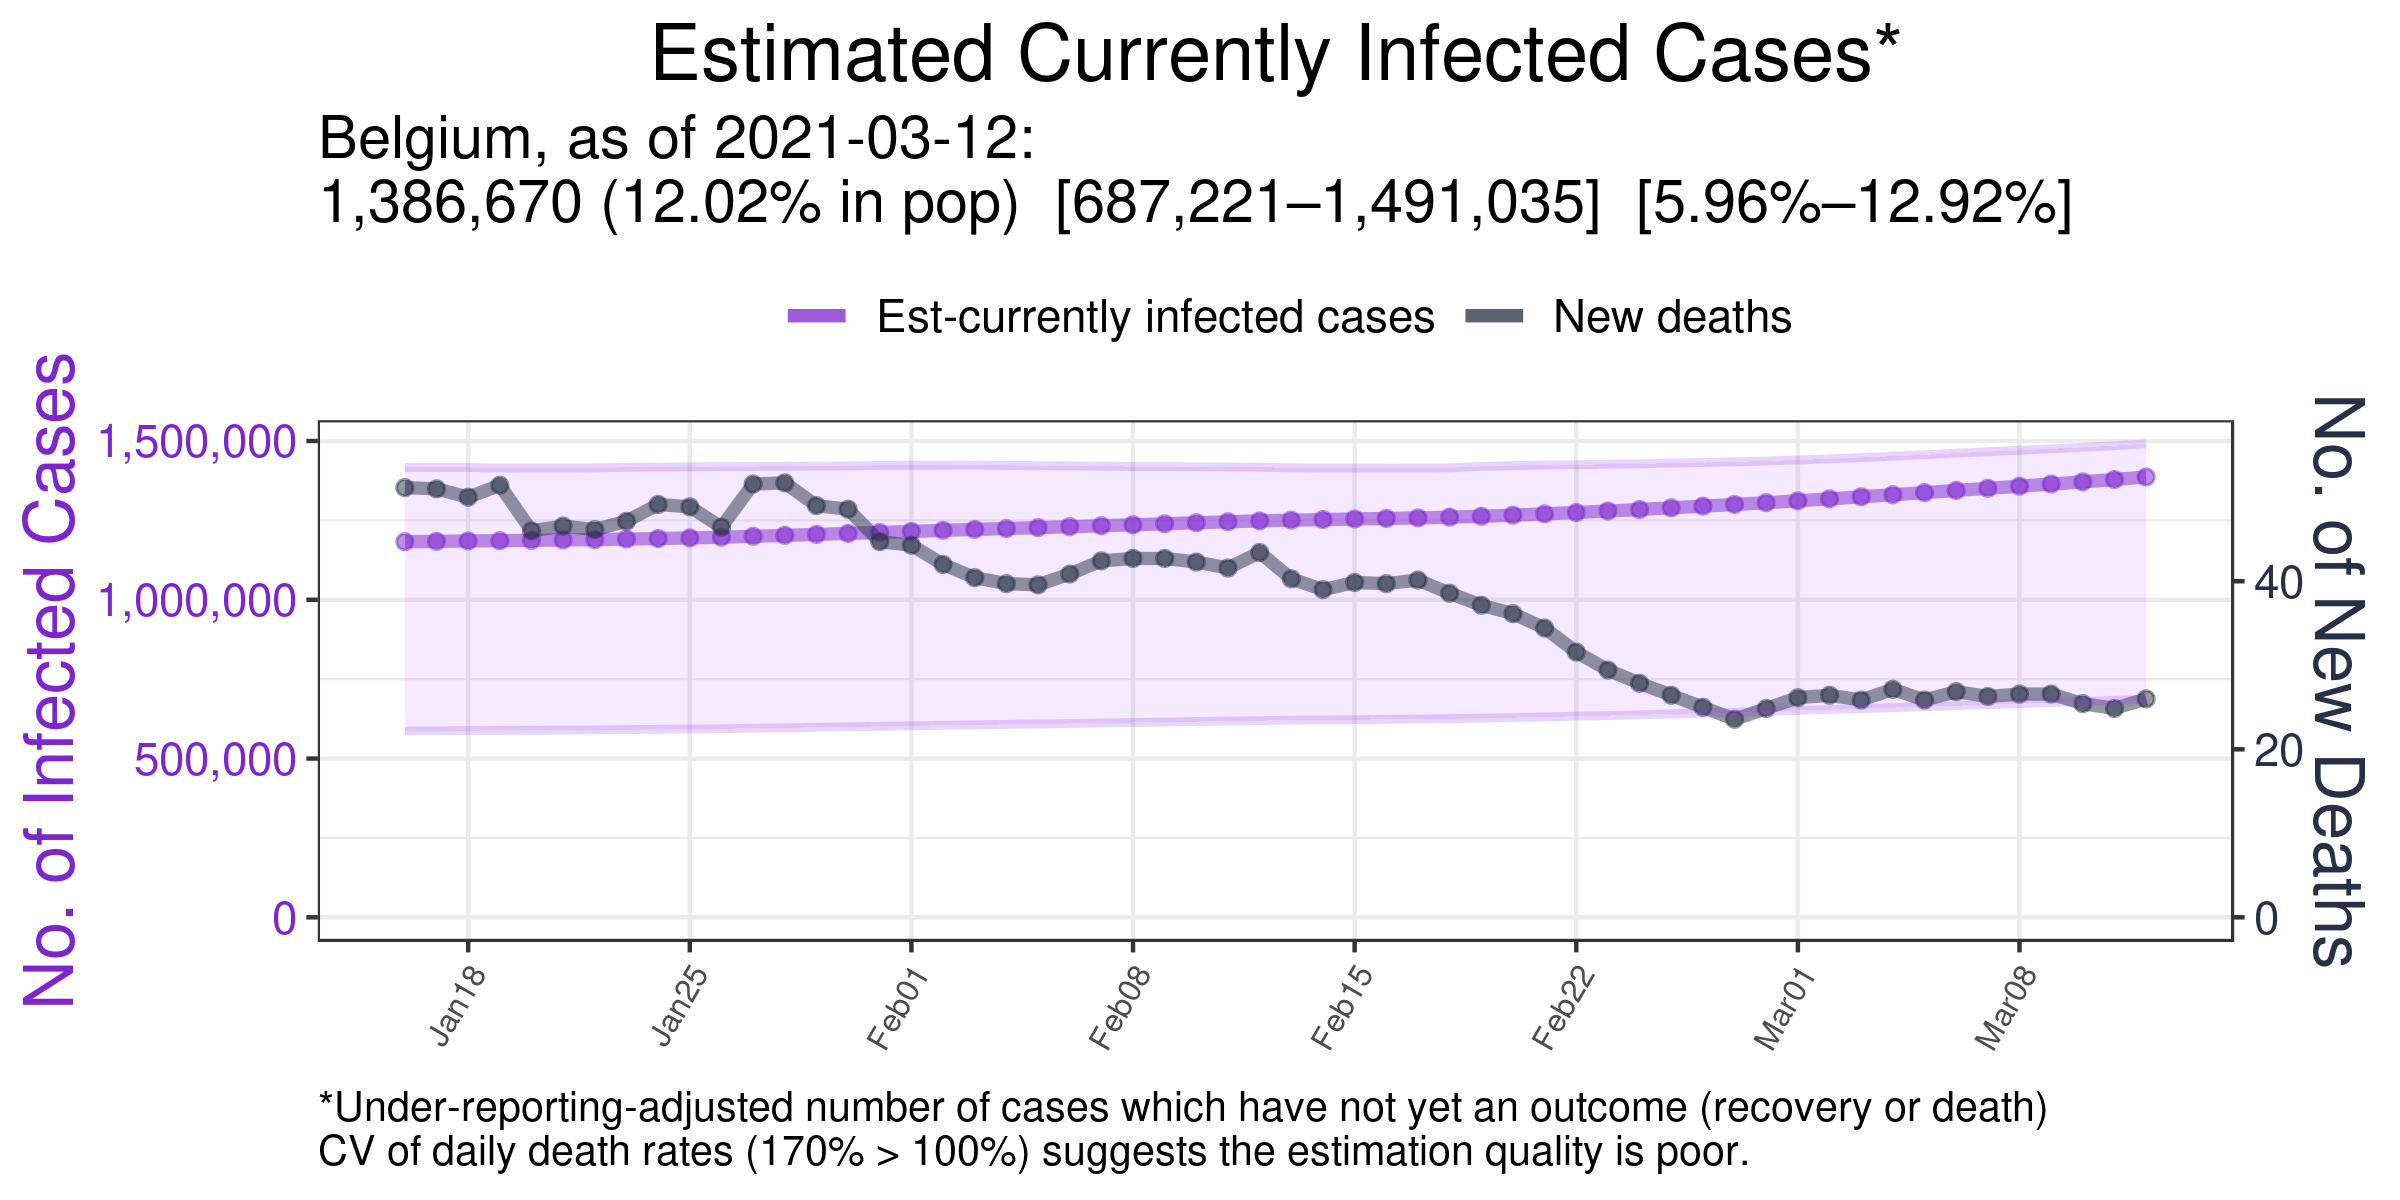 Estimated Currently Infected Cases*
Belgium, as of 2021-03-12:
1,386,670 (12.02% in pop)  [687,221–1,491,035]  [5.96%–12.92%]
Est-currently infected cases
New deaths
No. of Infected Cases
1,500,000
1,000,000
500,000
0
No. of New Deaths
40
20
0
Jan18
Jan25
Feb01
Feb08
Feb15
Feb22
Mar01
Mar08
*Under-reporting-adjusted number of cases which have not yet an outcome (recovery or death)
CV of daily death rates (170% > 100%) suggests the estimation quality is poor.